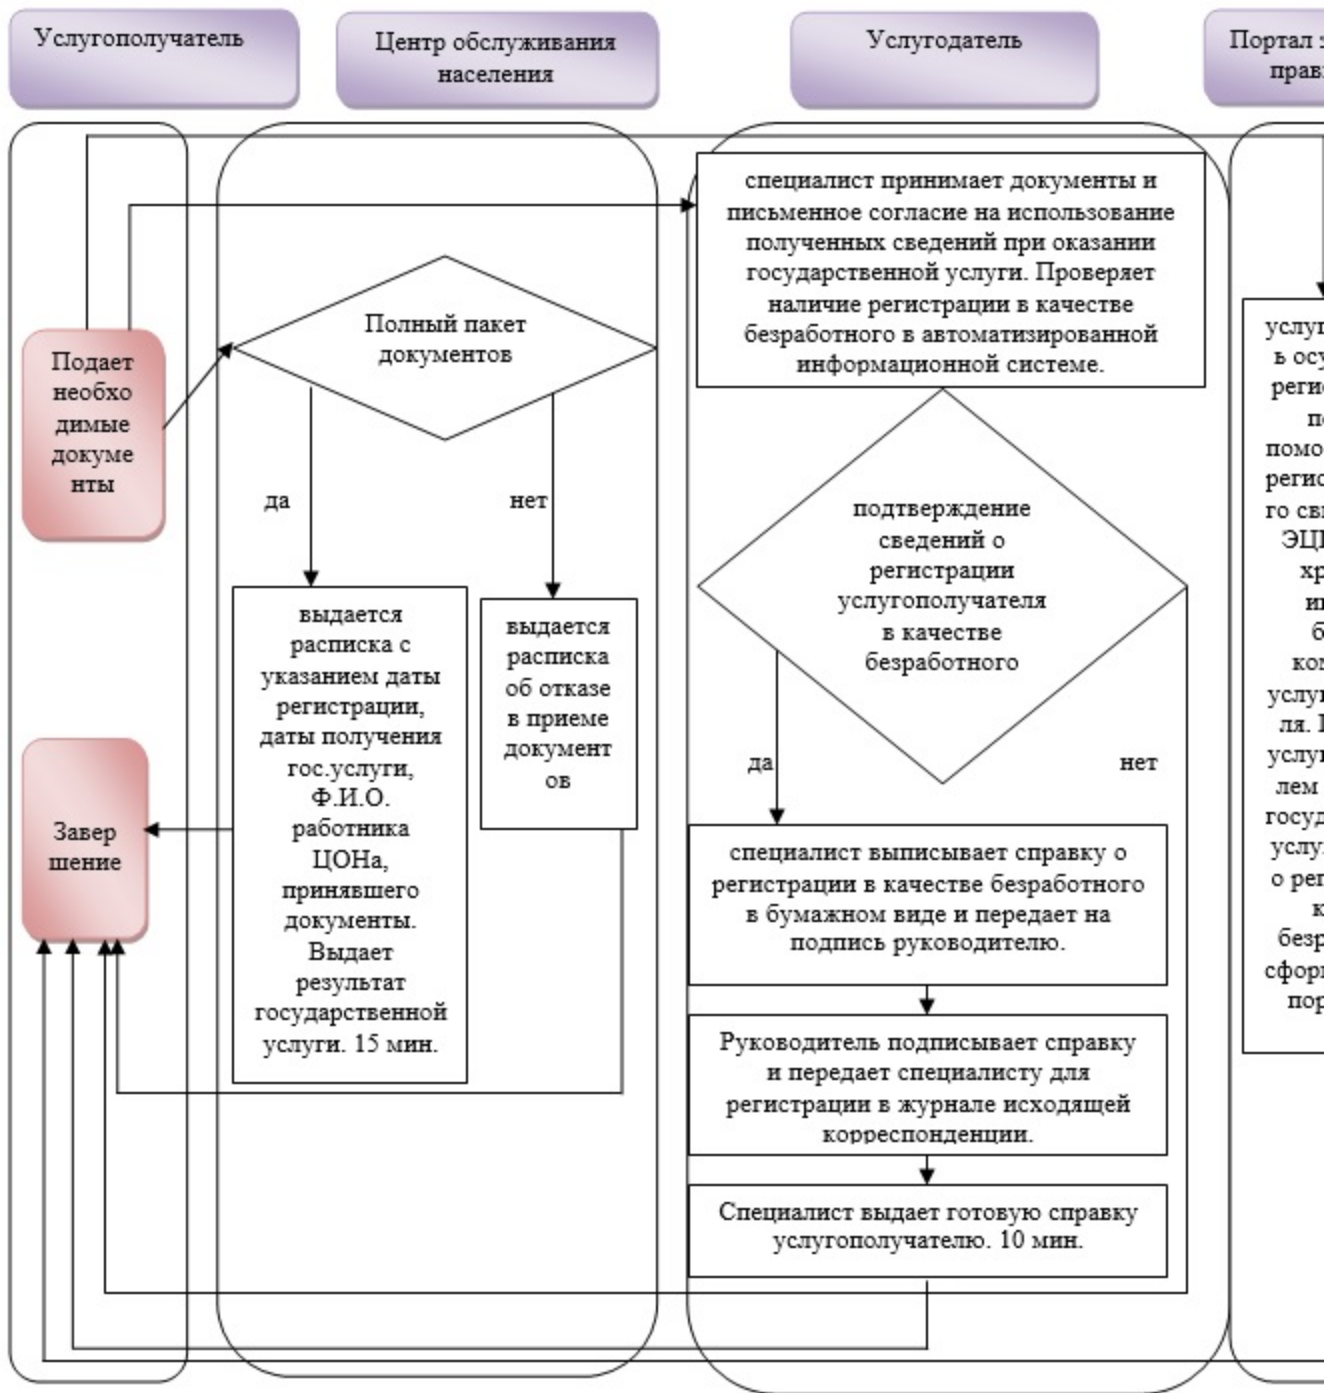 Услугополучатель
Центр обслуживания
населения
Услугодатель
Портал
Подает
необхо
димые
докуме
нты
Завер
шение
Полный пакет
документов
да
нет
выдается
расписка с
указанием даты
регистрации,
даты получения
гос.услуги,
Ф.И.О.
работника
ЦОНа,
принявшего
документы.
Выдает
результат
государственной
услуги. 15 мин.
выдается
расписка
об отказе
в приеме
документ
ов
специалист принимает документы и
письменное согласие на использование
полученных сведений при оказании
государственной услуги. Проверяет
наличие регистрации в качестве
безработного в автоматизированной
информационной системе.
подтверждение
сведений о
регистрации
услугополучателя
в качестве
безработного
да
нет
специалист выписывает справку о
регистрации в качестве безработного
в бумажном виде и передает на
подпись руководителю.
Руководитель подписывает справку
и передает специалисту для
регистрации в журнале исходящей
корреспонденции.
Специалист выдает готовую справку
услугополучателю. 10 мин.
ь
го
ля.
лем
о